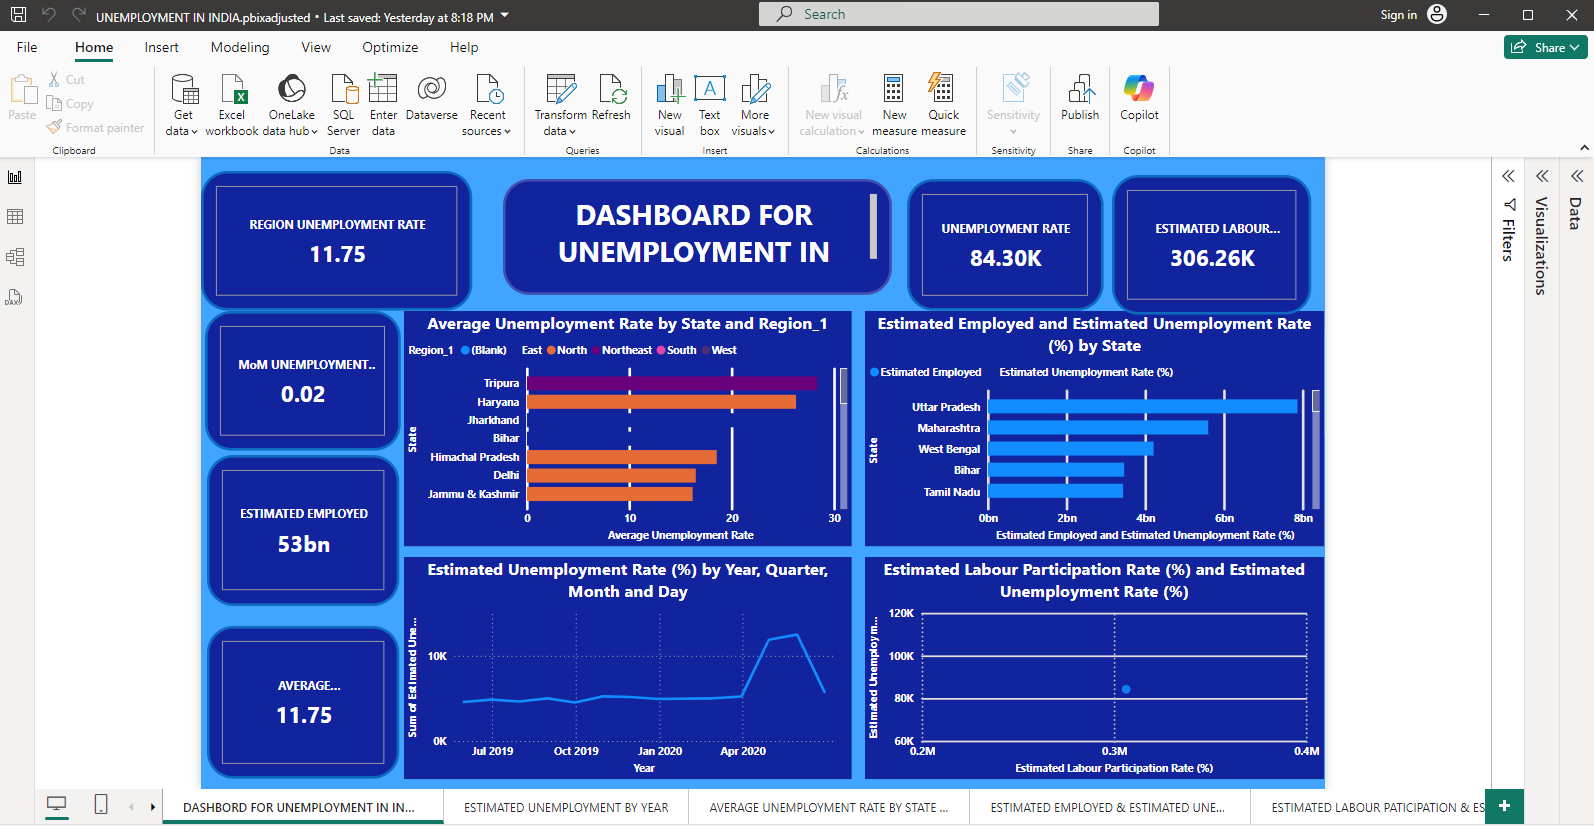 UNEMPLOYMENT IN INDIA.pbixadjusted • Last saved: Yesterday at 8:18 PM
Search
Sign in
File Home Insert Modeling View Optimize Help
Share
Paste
Cut
Copy
Format painter
Clipboard
Get data
Excel workbook
OneLake data hub
SQL Server
Enter data
Dataverse
Recent sources
Data
Transform data
Refresh
Queries
New visual
Text box
More visuals
Insert
New visual calculation
New measure
Quick measure
Calculations
Sensitivity
Sensitivity
Publish
Share
Copilot
Copilot
REGION UNEMPLOYMENT RATE
11.75
DASHBOARD FOR
UNEMPLOYMENT IN
UNEMPLOYMENT RATE
84.30K
ESTIMATED LABOUR...
306.26K
MoM UNEMPLOYMENT..
0.02
ESTIMATED EMPLOYED
53bn
AVERAGE...
11.75
Average Unemployment Rate by State and Region_1
Region_1 (Blank) East North Northeast South West
State
Tripura
Haryana
Jharkhand
Bihar
Himachal Pradesh
Delhi
Jammu & Kashmir
0 10 20 30
Average Unemployment Rate
Estimated Employed and Estimated Unemployment Rate
(%) by State
Estimated Employed Estimated Unemployment Rate (%)
State
Uttar Pradesh
Maharashtra
West Bengal
Bihar
Tamil Nadu
0bn 2bn 4bn 6bn 8bn
Estimated Employed and Estimated Unemployment Rate (%)
Estimated Unemployment Rate (%) by Year, Quarter,
Month and Day
Sum of Estimated Une...
10K
0K
Jul 2019 Oct 2019 Jan 2020 Apr 2020
Year
Estimated Labour Participation Rate (%) and Estimated
Unemployment Rate (%)
Estimated Unemploym...
120K
100K
80K
60K
0.2M 0.3M 0.4M
Estimated Labour Participation Rate (%)
Filters
Visualizations
Data
DAX
DASHBORD FOR UNEMPLOYMENT IN IN...
ESTIMATED UNEMPLOYMENT BY YEAR
AVERAGE UNEMPLOYMENT RATE BY STATE ...
ESTIMATED EMPLOYED & ESTIMATED UNE...
ESTIMATED LABOUR PATICIPATION & ES